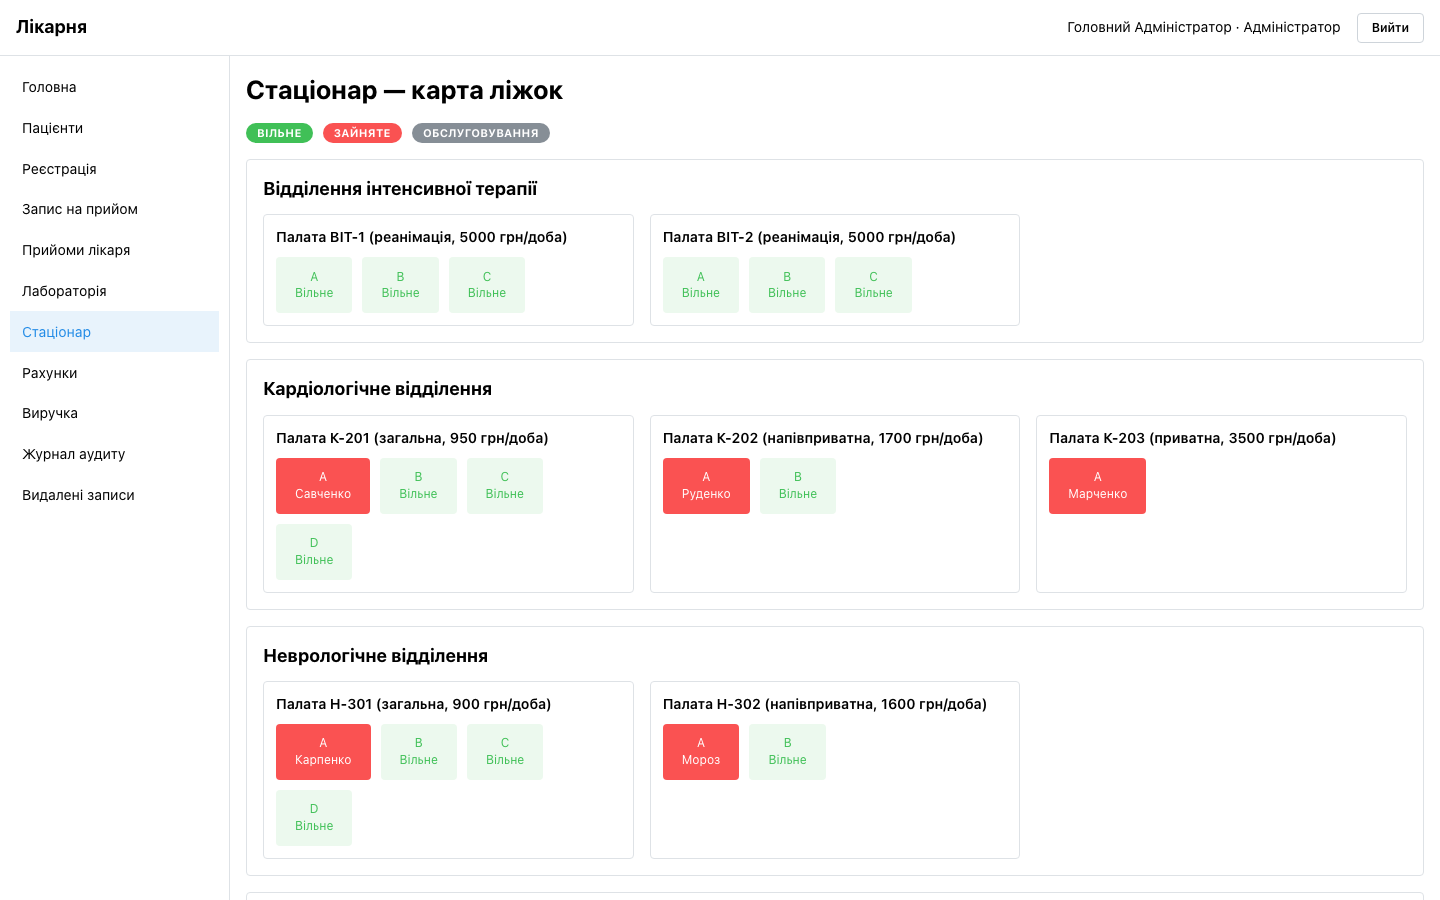 Лікарня
Головний Адміністратор · Адміністратор
Вийти
Головна
Пацієнти
Реєстрація
Запис на прийом
Прийоми лікаря
Лабораторія
Стаціонар
Рахунки
Виручка
Журнал аудиту
Видалені записи
Стаціонар — карта ліжок
ВІЛЬНЕ ЗАЙНЯТЕ ОБСЛУГОВУВАННЯ
Відділення інтенсивної терапії
Палата ВІТ-1 (реанімація, 5000 грн/доба)
A B C
Вільне Вільне Вільне
Палата ВІТ-2 (реанімація, 5000 грн/доба)
A B C
Вільне Вільне Вільне
Кардіологічне відділення
Палата К-201 (загальна, 950 грн/доба)
A B C
Савченко Вільне Вільне
D
Вільне
Палата К-202 (напівприватна, 1700 грн/доба)
A B
Руденко Вільне
Палата К-203 (приватна, 3500 грн/доба)
A
Марченко
Неврологічне відділення
Палата Н-301 (загальна, 900 грн/доба)
A B C
Карпенко Вільне Вільне
D
Вільне
Палата Н-302 (напівприватна, 1600 грн/доба)
A B
Мороз Вільне